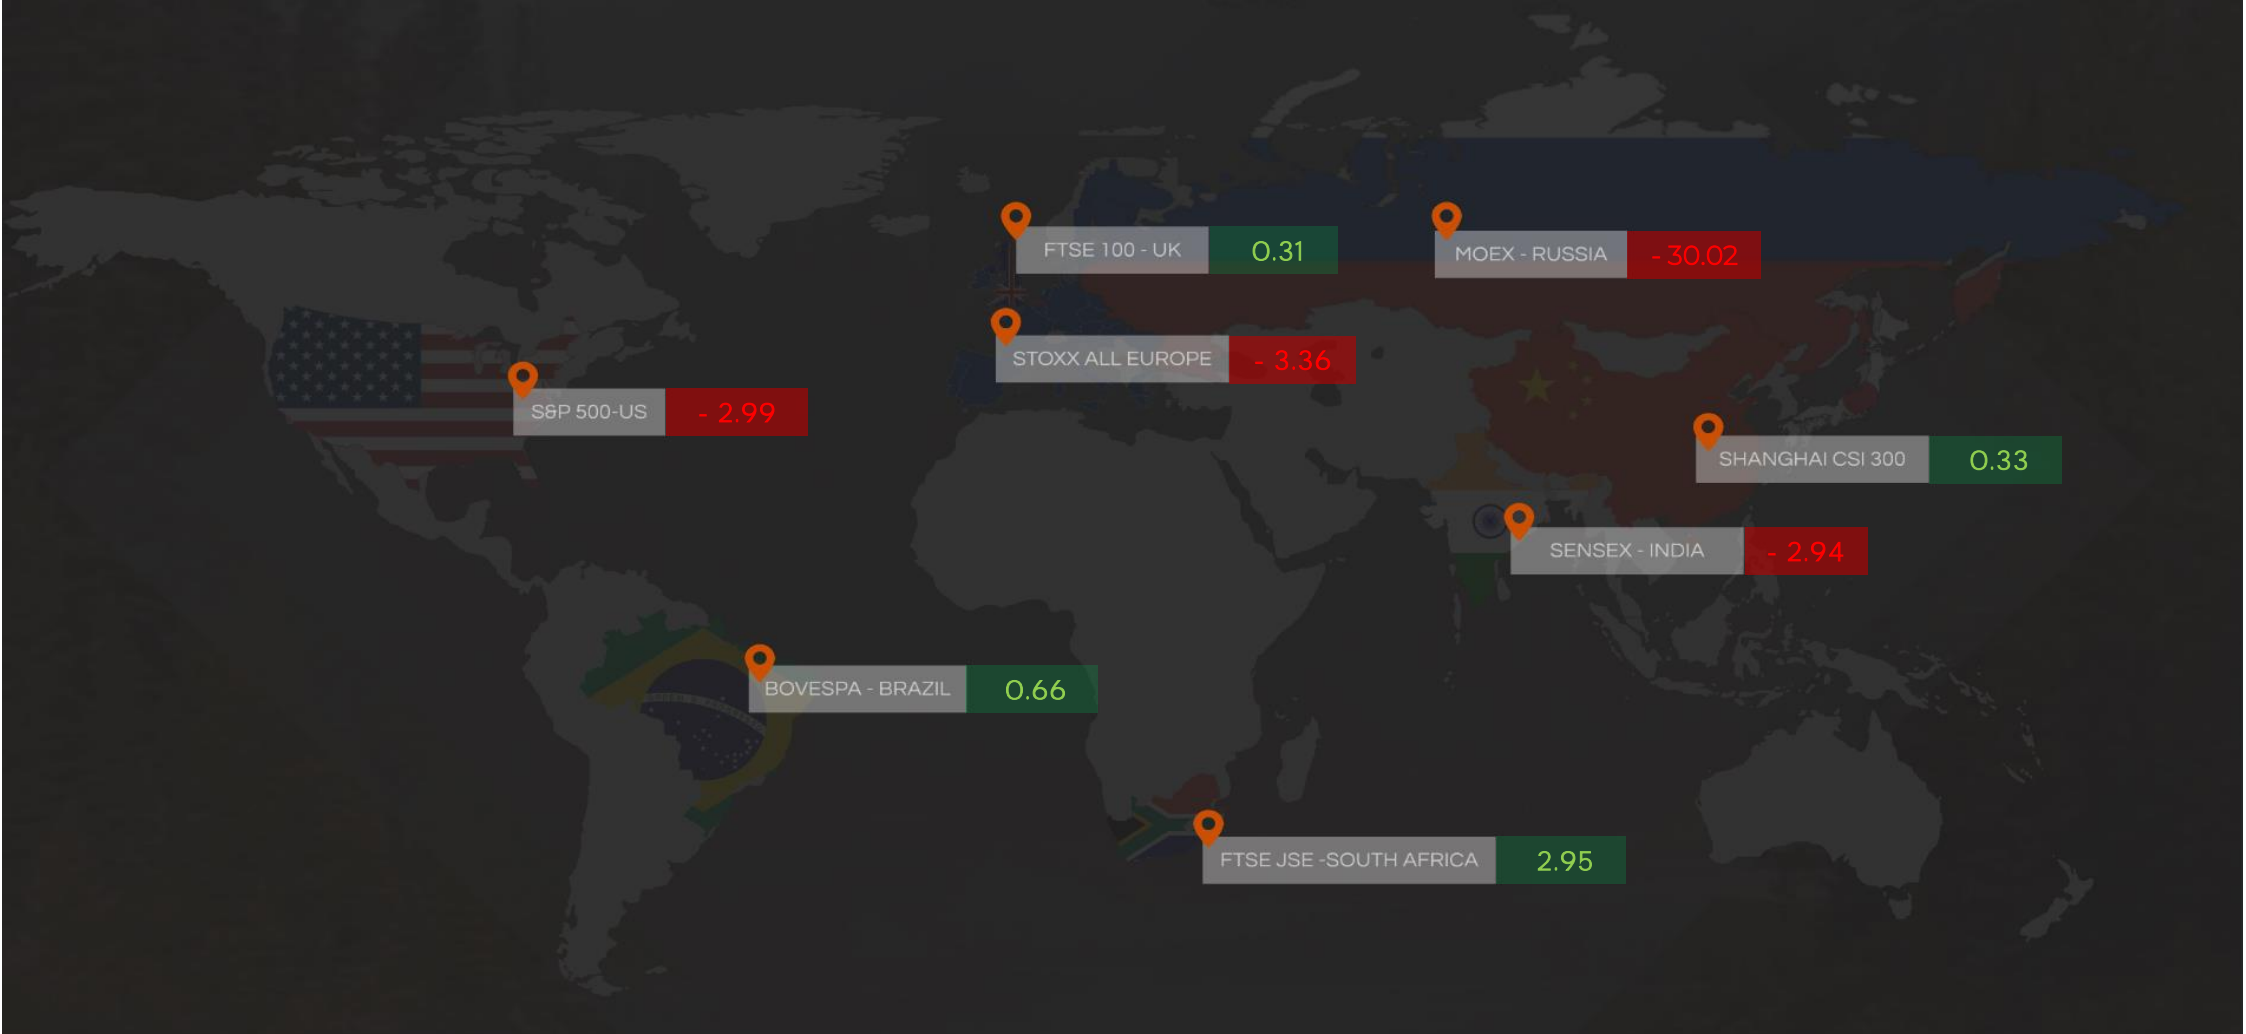 FTSE 100 - UK 0.31
MOEX - RUSSIA - 30.02
STOXX ALL EUROPE - 3.36
S&P 500-US - 2.99
SHANGHAI CSI 300 0.33
SENSEX - INDIA - 2.94
BOVESPA - BRAZIL 0.66
FTSE JSE -SOUTH AFRICA 2.95